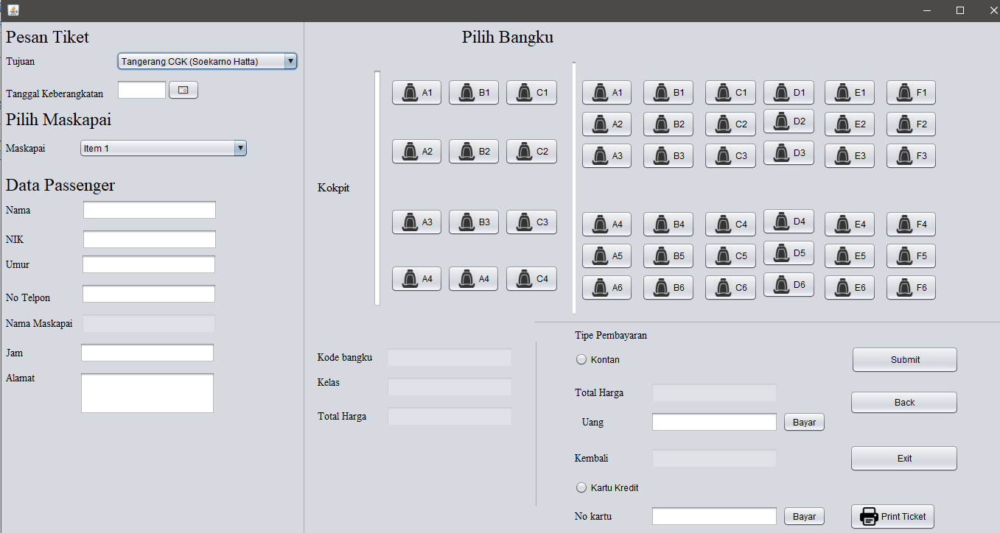 Pesan Tiket
Tujuan
Tangerang CGK (Soekarno Hatta)
Tanggal Keberangkatan
Pilih Maskapai
Maskapai
Item 1
Data Passenger
Nama
NIK
Umur
No Telpon
Nama Maskapai
Jam
Alamat
Pilih Bangku
Kokpit
A1 B1 C1
A2 B2 C2
A3 B3 C3
A4 A4 C4
A1 B1 C1 D1 E1 F1
A2 B2 C2 D2 E2 F2
A3 B3 C3 D3 E3 F3
A4 B4 C4 D4 E4 F4
A5 B5 C5 D5 E5 F5
A6 B6 C6 D6 E6 F6
Kode bangku
Kelas
Total Harga
Tipe Pembayaran
Kontan
Total Harga
Uang
Bayar
Kembali
Kartu Kredit
No kartu
Bayar
Submit
Back
Exit
Print Ticket